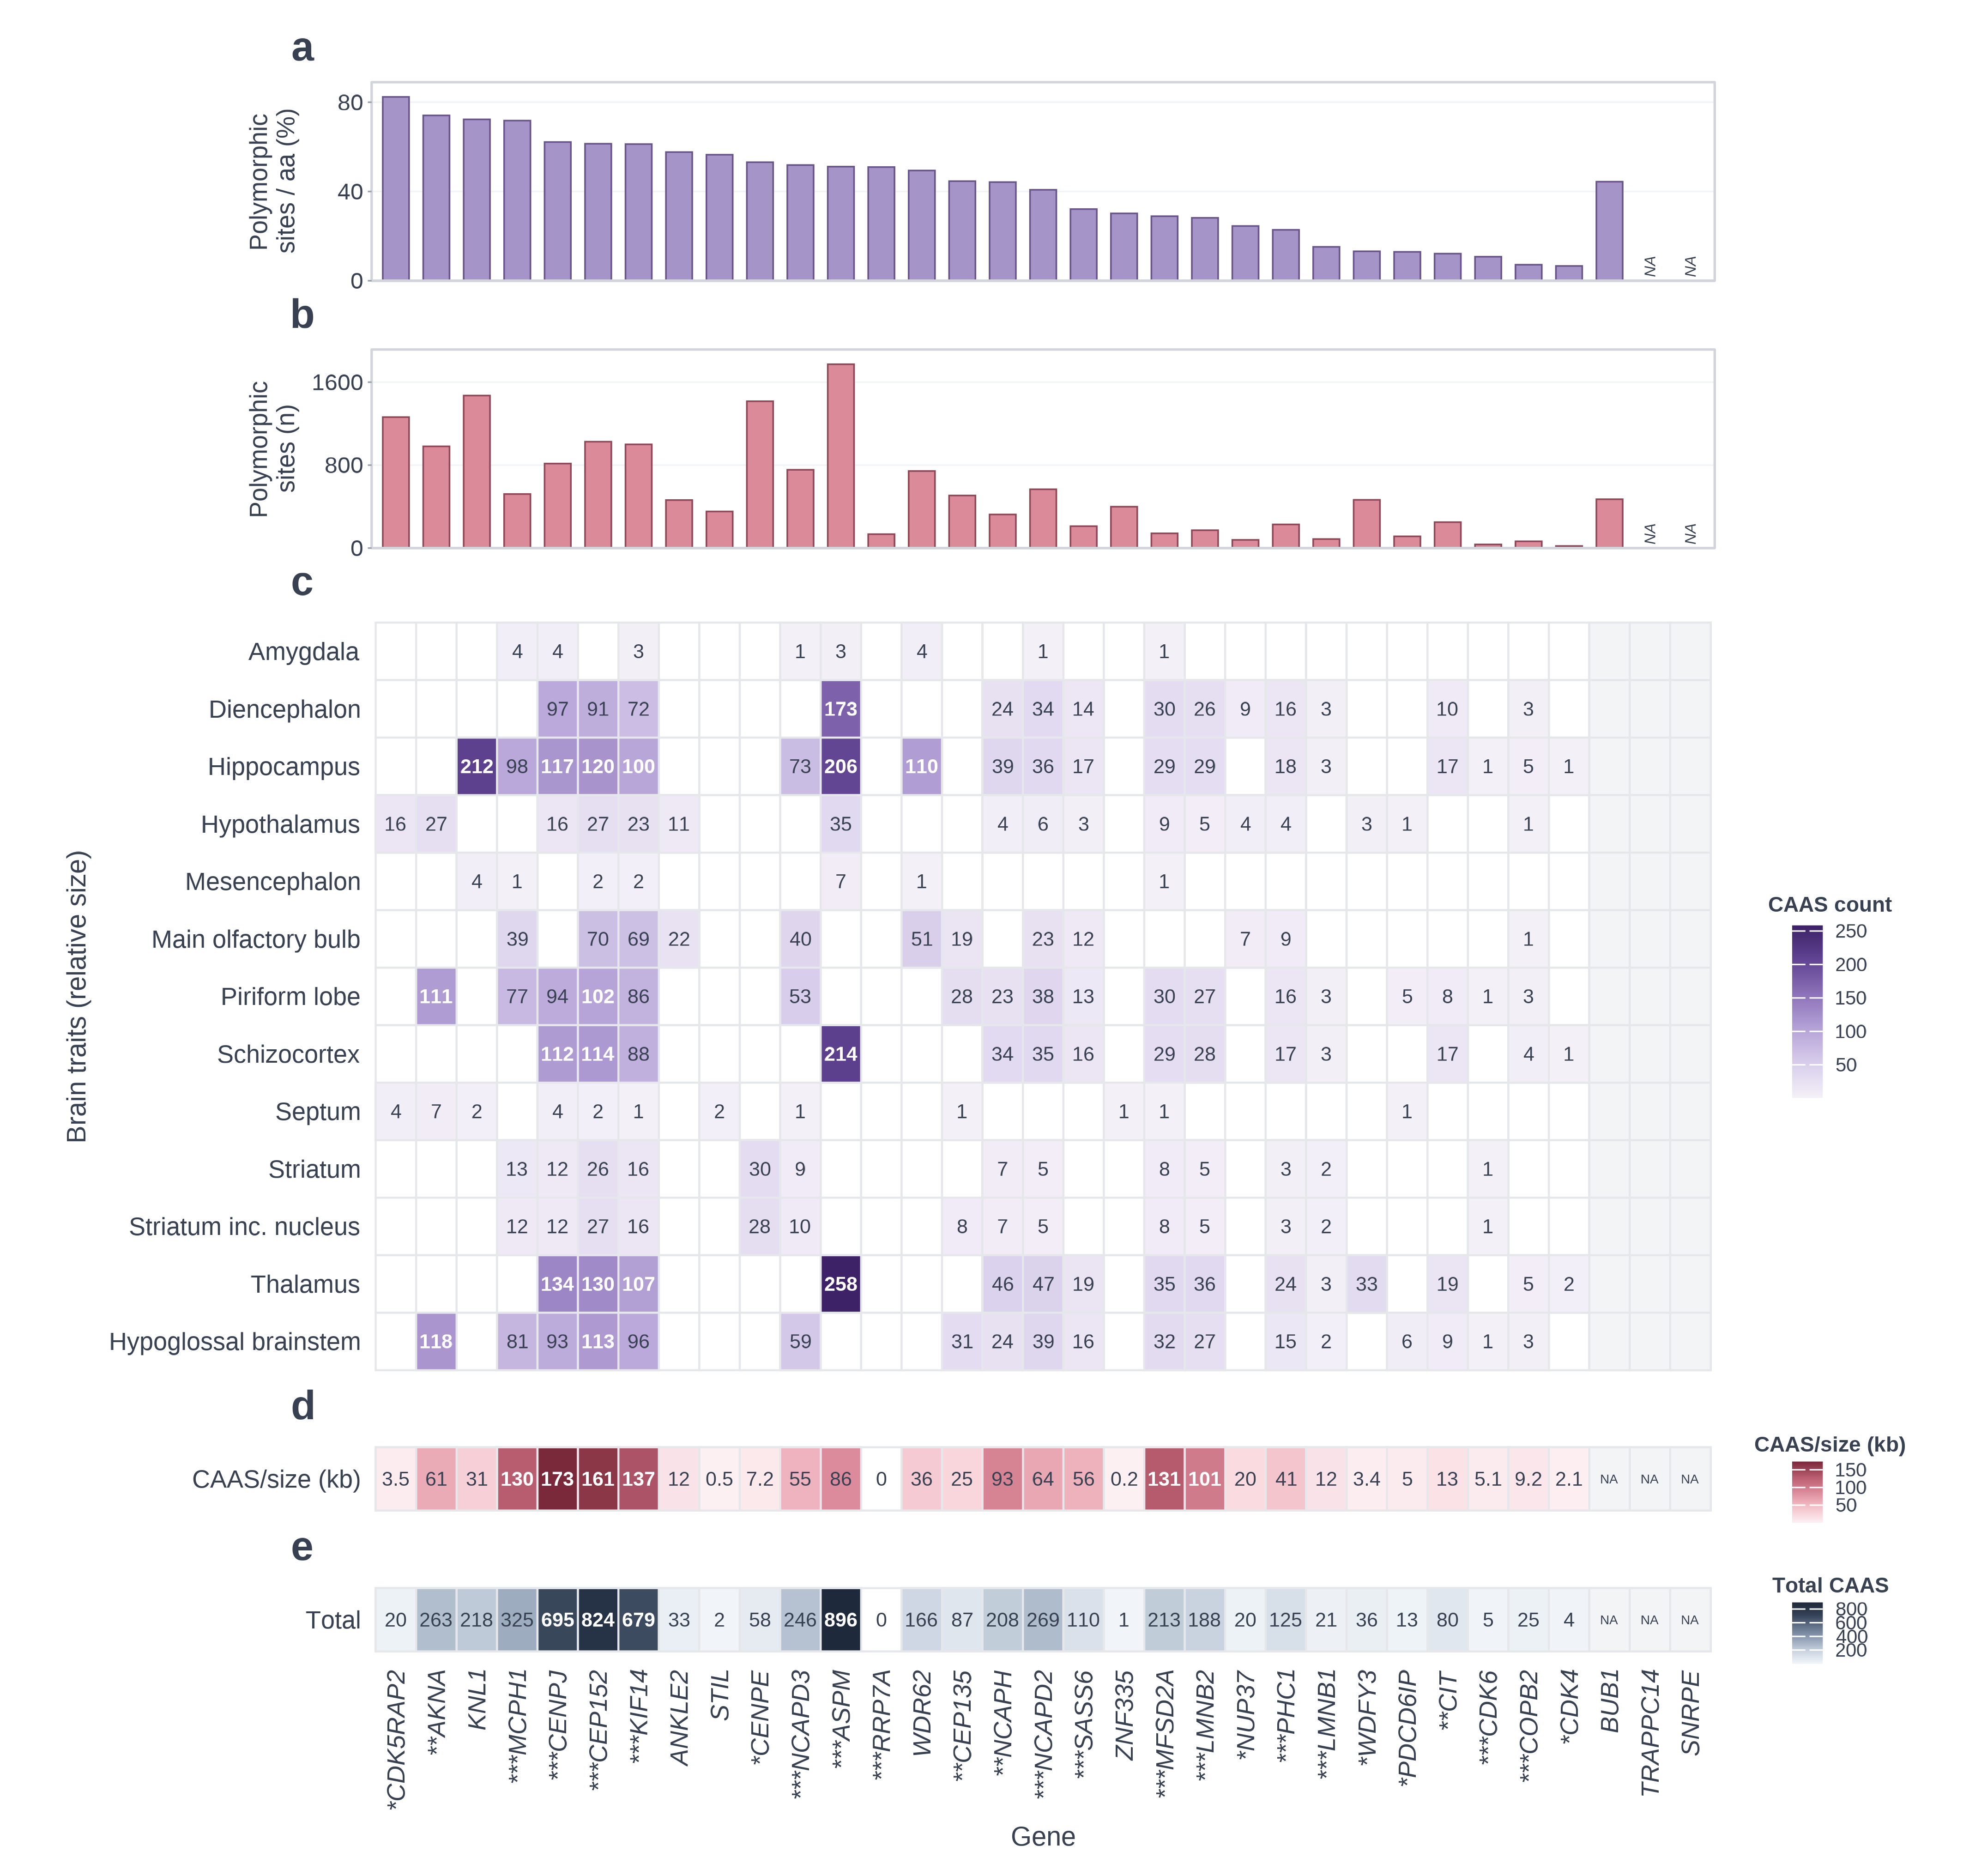 a
Polymorphic
sites / aa (%)
80
40
0
NA NA
b
Polymorphic
sites (n)
1600
800
0
NA NA
c
Brain traits (relative size)
Amygdala 4 4 3 1 3 4 1 1
Diencephalon 97 91 72 173 24 34 14 30 26 9 16 3 10 3
Hippocampus 212 98 117 120 100 73 206 110 39 36 17 29 29 18 3 17 1 5 1
Hypothalamus 16 27 16 27 23 11 35 4 6 3 9 5 4 4 3 1 1
Mesencephalon 4 1 2 2 7 1 1
Main olfactory bulb 39 70 69 22 40 51 19 23 12 7 9 1
Piriform lobe 111 77 94 102 86 53 28 23 38 13 30 27 16 3 5 8 1 3
Schizocortex 112 114 88 214 34 35 16 29 28 17 3 17 4 1
Septum 4 7 2 4 2 1 2 1 1 1 1 1
Striatum 13 12 26 16 30 9 7 5 8 5 3 2 1
Striatum inc. nucleus 12 12 27 16 28 10 8 7 5 8 5 3 2 1
Thalamus 134 130 107 258 46 47 19 35 36 24 3 33 19 5 2
Hypoglossal brainstem 118 81 93 113 96 59 31 24 39 16 32 27 15 2 6 9 1 3
CAAS count
250
200
150
100
50
d
CAAS/size (kb) 3.5 61 31 130 173 161 137 12 0.5 7.2 55 86 0 36 25 93 64 56 0.2 131 101 20 41 12 3.4 5 13 5.1 9.2 2.1 NA NA NA
CAAS/size (kb)
150
100
50
e
Total 20 263 218 325 695 824 679 33 2 58 246 896 0 166 87 208 269 110 1 213 188 20 125 21 36 13 80 5 25 4 NA NA NA
Total CAAS
800
600
400
200
*CDK5RAP2
**AKNA
KNL1
***MCPH1
***CENPJ
***CEP152
***KIF14
ANKLE2
STIL
*CENPE
***NCAPD3
***ASPM
***RRP7A
WDR62
**CEP135
**NCAPH
***NCAPD2
***SASS6
ZNF335
***MFSD2A
***LMNB2
*NUP37
***PHC1
***LMNB1
*WDFY3
*PDCD6IP
**CIT
***CDK6
***COPB2
*CDK4
BUB1
TRAPPC14
SNRPE
Gene